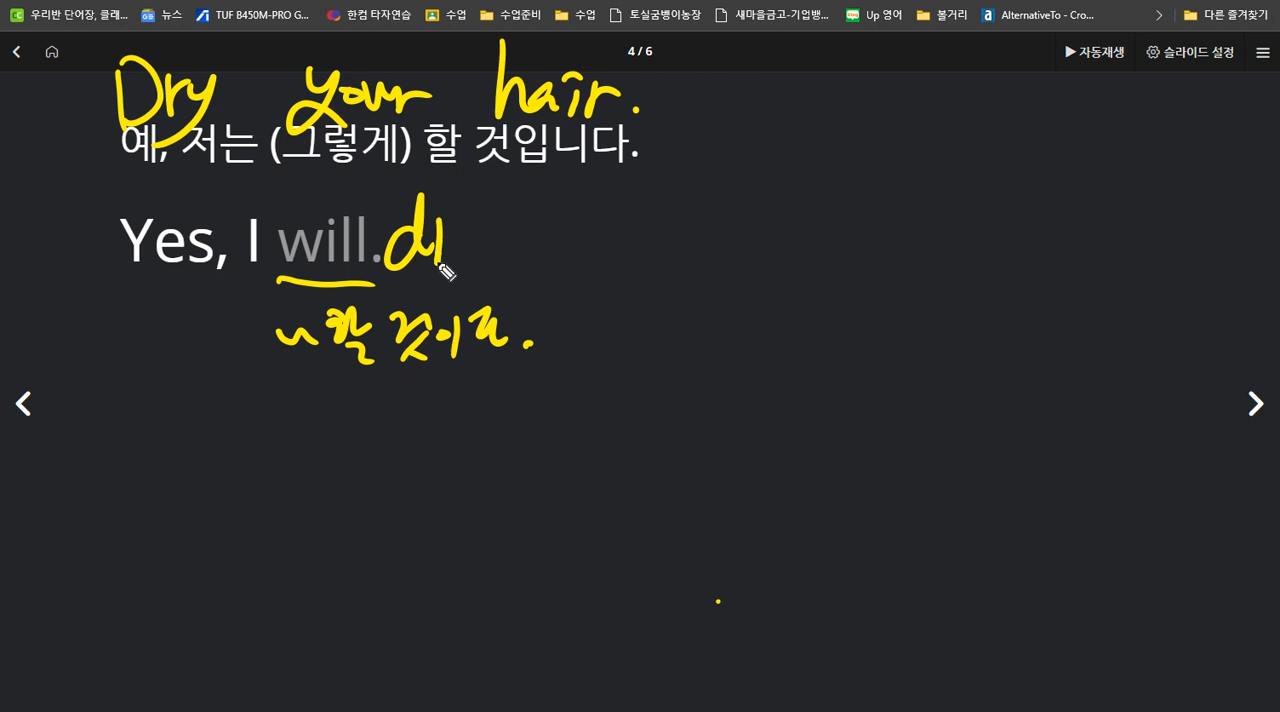 우리반 단어장, 클래... 뉴스 TUF B450M-PRO G... 한컴 타자연습 수업 수업준비 수업 토실굼벵이농장 새마을금고-기업뱅... Up 영어 볼거리 AlternativeTo - Cro... 다른 즐겨찾기
4 / 6 자동재생 슬라이드 설정
Dry your hair.
예, 저는 (그렇게) 할 것입니다.
Yes, I will.
~할 것이고.